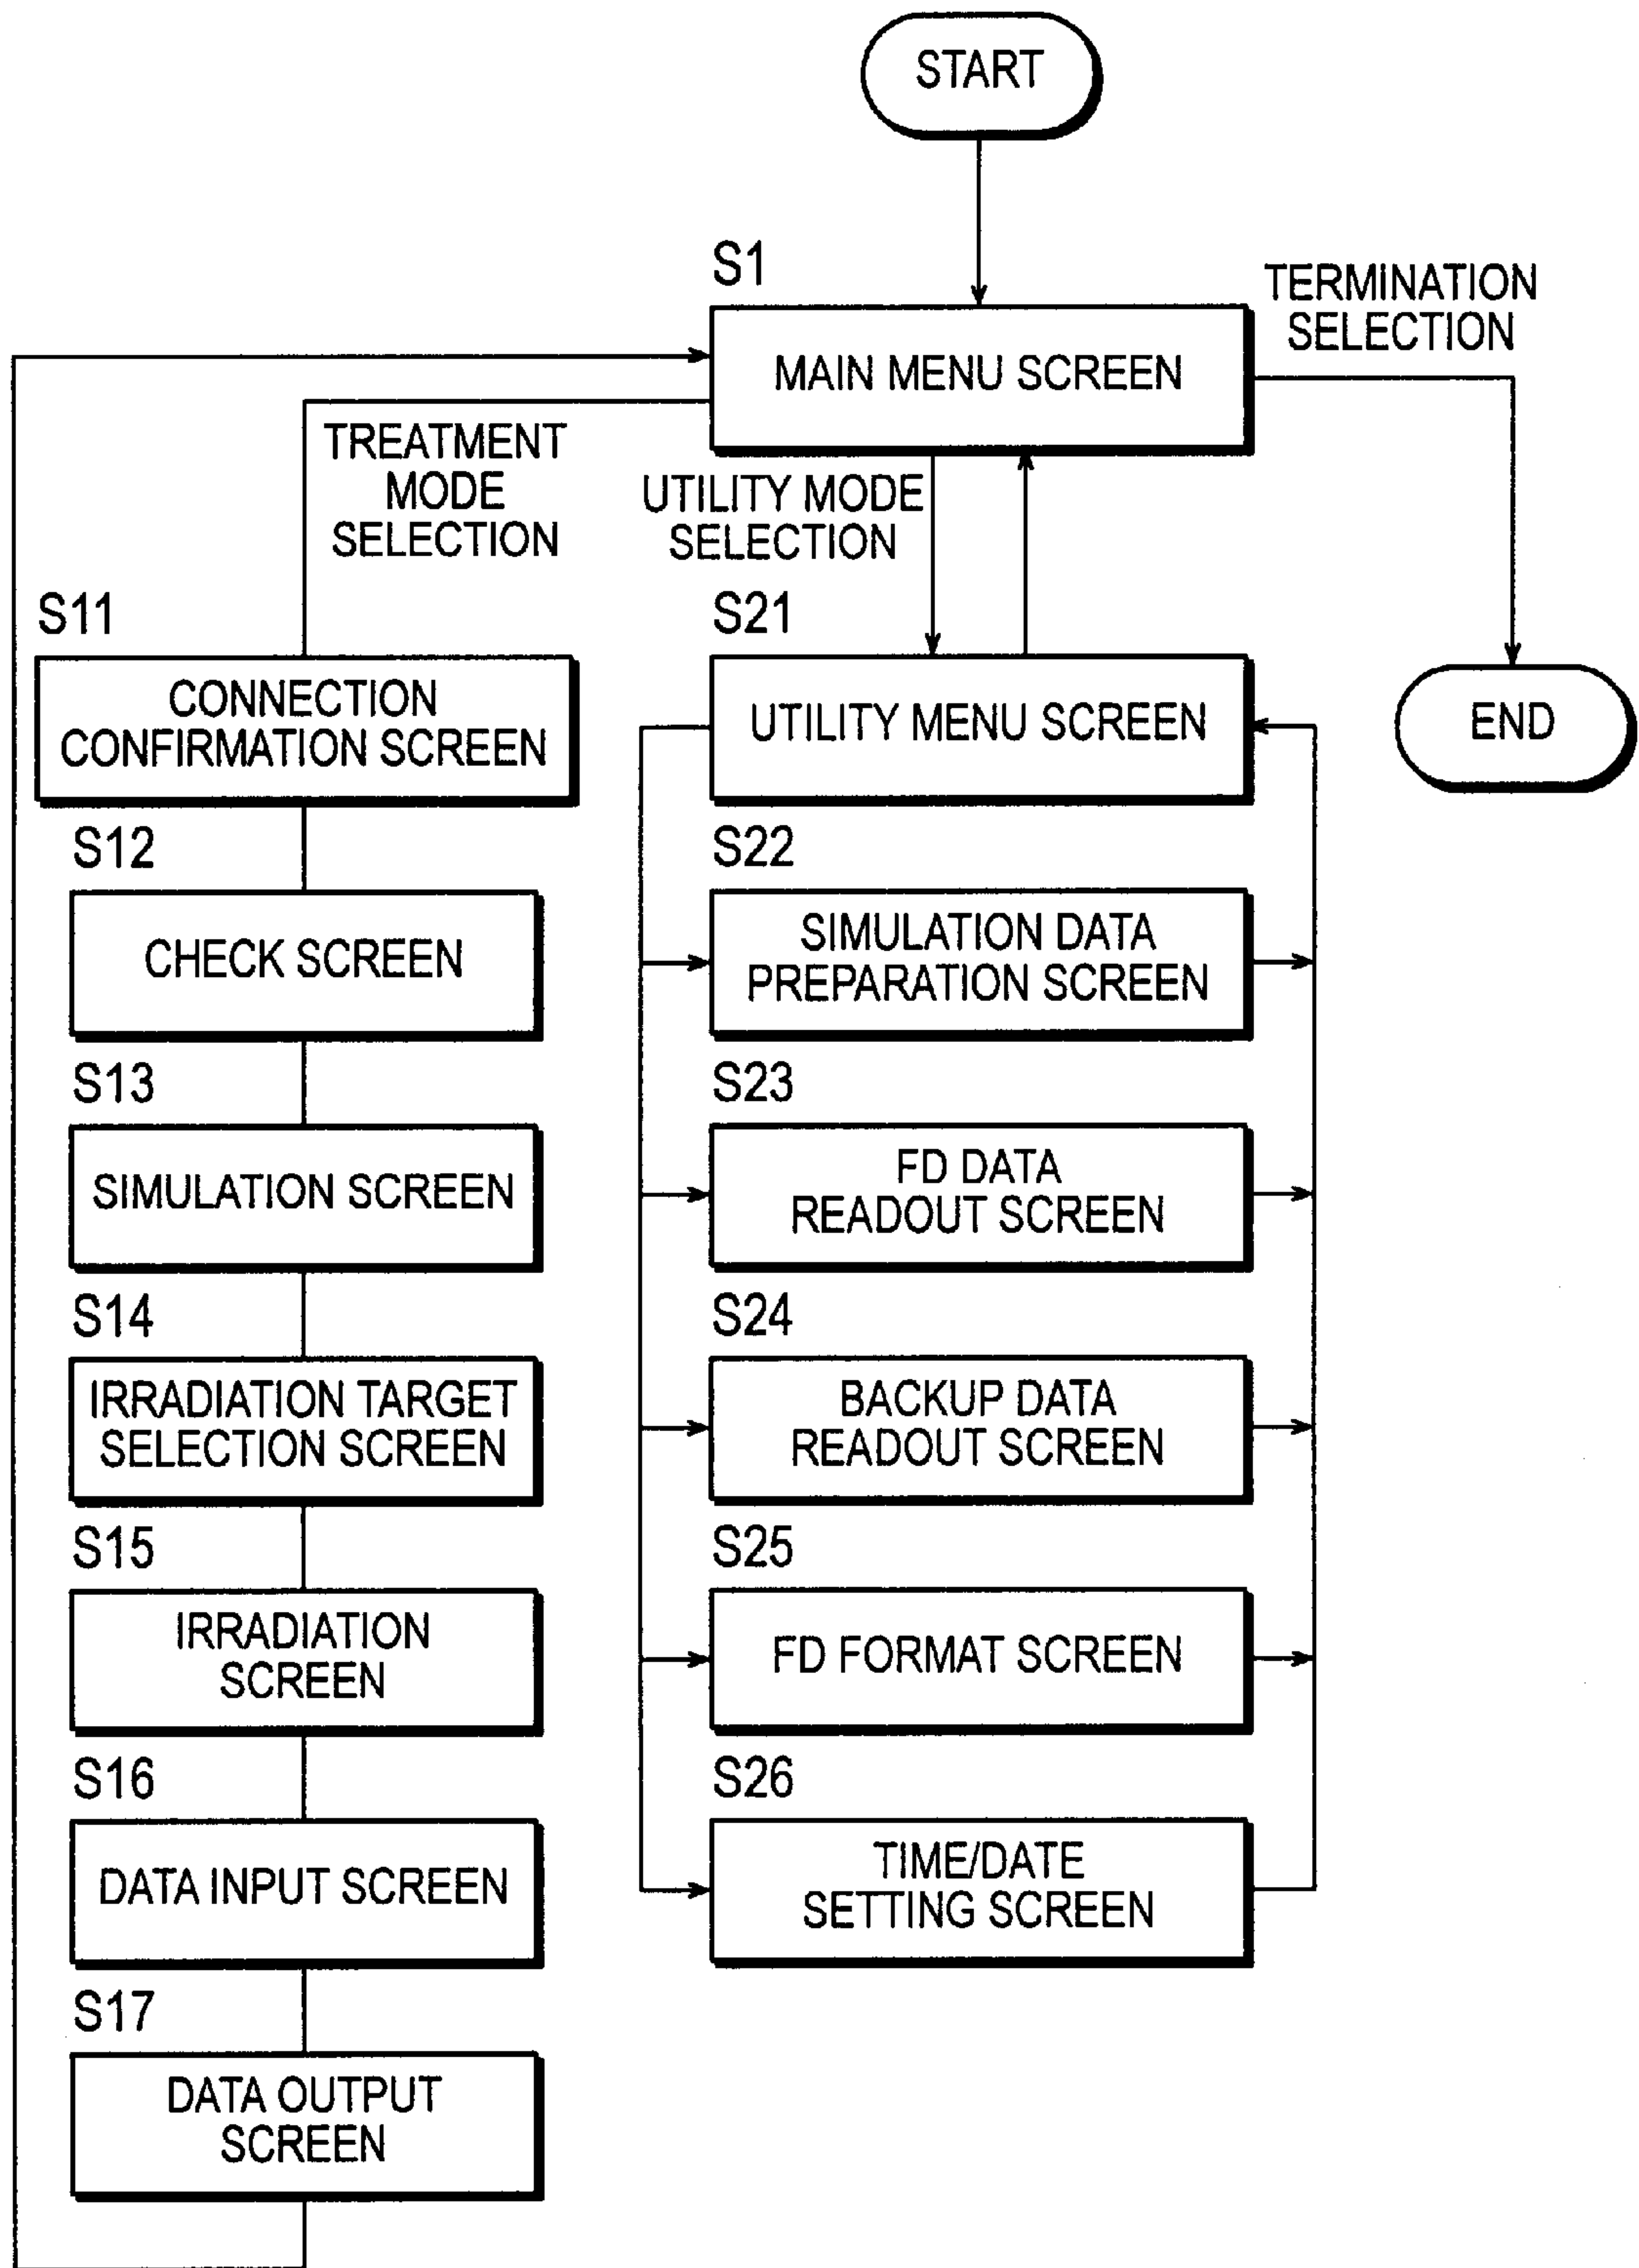 START
S1
MAIN MENU SCREEN
TERMINATION
SELECTION
TREATMENT
MODE
SELECTION
UTILITY MODE
SELECTION
S11
CONNECTION
CONFIRMATION SCREEN
S12
CHECK SCREEN
S13
SIMULATION SCREEN
S14
IRRADIATION TARGET
SELECTION SCREEN
S15
IRRADIATION
SCREEN
S16
DATA INPUT SCREEN
S17
DATA OUTPUT
SCREEN
S21
UTILITY MENU SCREEN
S22
SIMULATION DATA
PREPARATION SCREEN
S23
FD DATA
READOUT SCREEN
S24
BACKUP DATA
READOUT SCREEN
S25
FD FORMAT SCREEN
S26
TIME/DATE
SETTING SCREEN
END